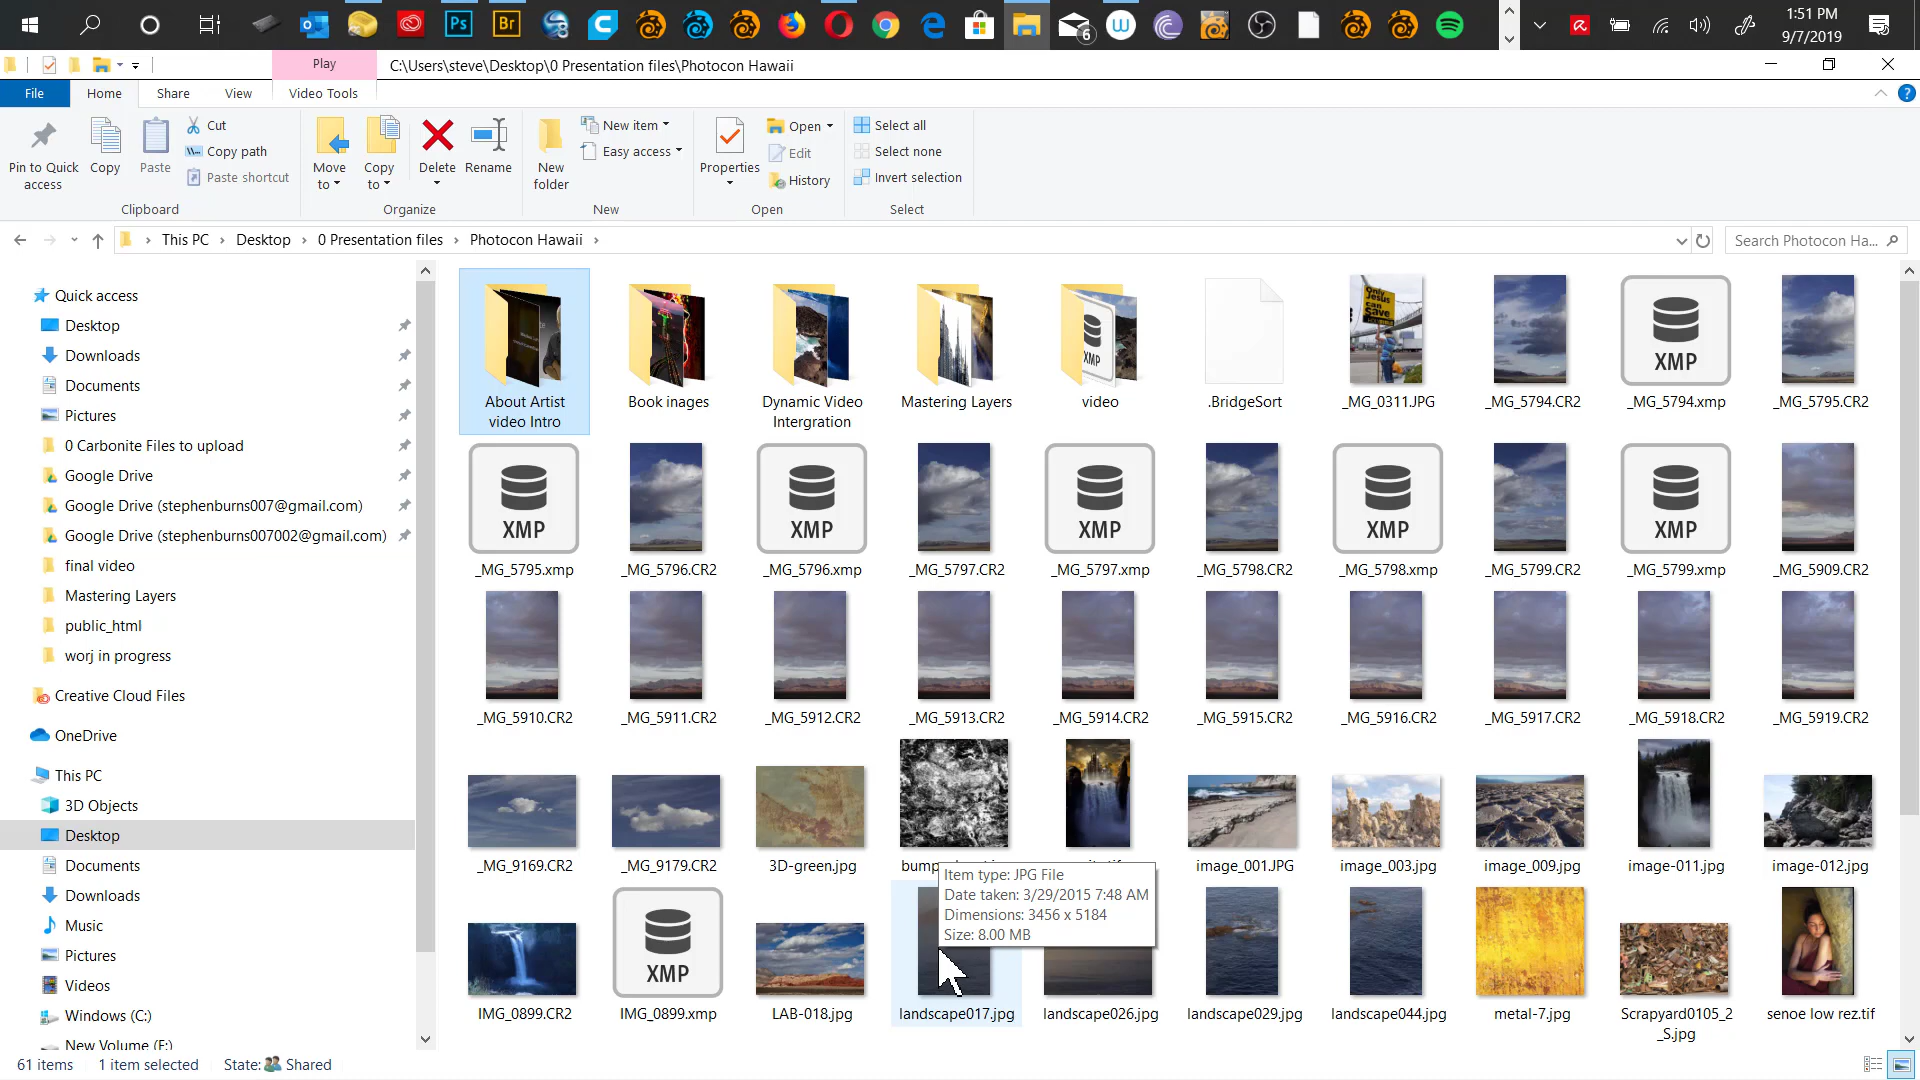 1:51 PM
9/7/2019
Ps
Br
6
Play
C:\Users\steve\Desktop\0 Presentation files\Photocon Hawaii
File
Home
Share
View
Video Tools
Pin to Quick
access
Copy
Paste
Cut
Copy path
Paste shortcut
Clipboard
Move
to
Copy
to
Delete
Rename
Organize
New
folder
New item
Easy access
New
Properties
Open
Edit
History
Open
Select all
Select none
Invert selection
Select
This PC
Desktop
0 Presentation files
Photocon Hawaii
Search Photocon Ha...
Quick access
Desktop
Downloads
Documents
Pictures
0 Carbonite Files to upload
Google Drive
Google Drive (stephenburns007@gmail.com)
Google Drive (stephenburns007002@gmail.com)
final video
Mastering Layers
public_html
worj in progress
Creative Cloud Files
OneDrive
This PC
3D Objects
Desktop
Documents
Downloads
Music
Pictures
Videos
Windows (C:)
New Volume (F:)
About Artist
video Intro
Book images
Dynamic Video
Intergration
Mastering Layers
XMP
video
.BridgeSort
Only
Jesus
can
Save
_MG_0311.JPG
_MG_5794.CR2
XMP
_MG_5794.xmp
_MG_5795.CR2
XMP
_MG_5795.xmp
_MG_5796.CR2
XMP
_MG_5796.xmp
_MG_5797.CR2
XMP
_MG_5797.xmp
_MG_5798.CR2
XMP
_MG_5798.xmp
_MG_5799.CR2
XMP
_MG_5799.xmp
_MG_5909.CR2
_MG_5910.CR2
_MG_5911.CR2
_MG_5912.CR2
_MG_5913.CR2
_MG_5914.CR2
_MG_5915.CR2
_MG_5916.CR2
_MG_5917.CR2
_MG_5918.CR2
_MG_5919.CR2
_MG_9169.CR2
_MG_9179.CR2
3D-green.jpg
image_001.JPG
image_003.jpg
image_009.jpg
image-011.jpg
image-012.jpg
Item type: JPG File
Date taken: 3/29/2015 7:48 AM
Dimensions: 3456 x 5184
Size: 8.00 MB
IMG_0899.CR2
XMP
IMG_0899.xmp
LAB-018.jpg
landscape017.jpg
landscape026.jpg
landscape029.jpg
landscape044.jpg
metal-7.jpg
Scrapyard0105_2
_S.jpg
senoe low rez.tif
61 items
1 item selected
State:
Shared